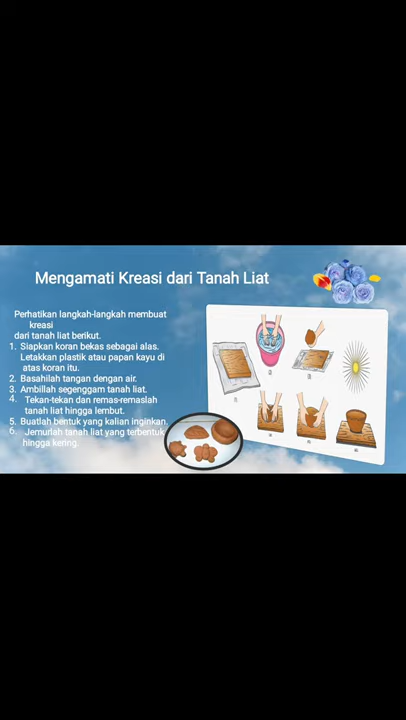 Mengamati Kreasi dari Tanah Liat
Perhatikan langkah-langkah membuat
kreasi
dari tanah liat berikut.
1. Siapkan koran bekas sebagai alas.
Letakkan plastik atau papan kayu di
atas koran itu.
2. Basahilah tangan dengan air.
3. Ambillah segenggam tanah liat.
4. Tekan-tekan dan remas-remaslah
tanah liat hingga lembut.
5. Buatlah bentuk yang kalian inginkan.
6. Jemurlah tanah liat yang terbentuk
hingga kering.